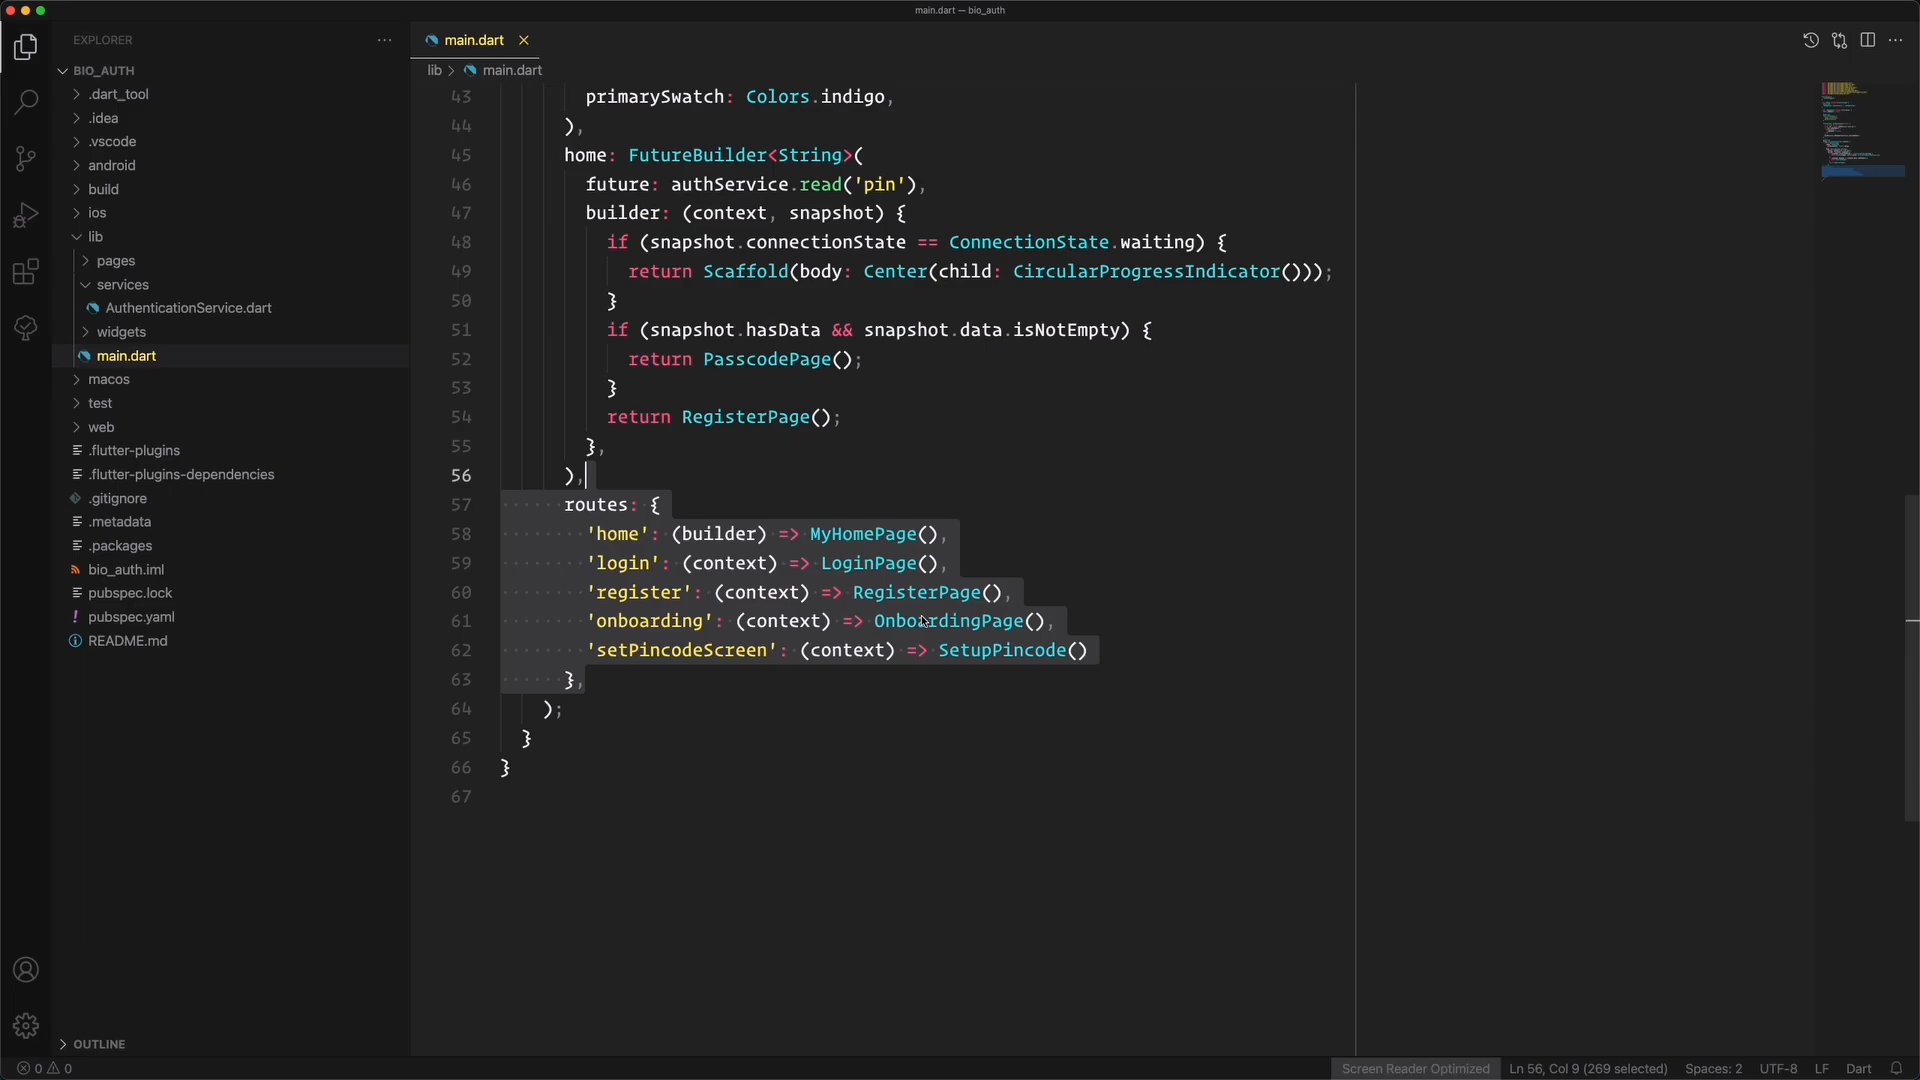 main.dart — bio_auth
EXPLORER
BIO_AUTH
.dart_tool
.idea
.vscode
android
build
ios
lib
pages
services
AuthenticationService.dart
widgets
main.dart
macos
test
web
.flutter-plugins
.flutter-plugins-dependencies
.gitignore
.metadata
.packages
bio_auth.iml
pubspec.lock
pubspec.yaml
README.md
OUTLINE
main.dart
lib > main.dart
43 primarySwatch: Colors.indigo,
44 ),
45 home: FutureBuilder<String>(
46 future: authService.read('pin'),
47 builder: (context, snapshot) {
48 if (snapshot.connectionState == ConnectionState.waiting) {
49 return Scaffold(body: Center(child: CircularProgressIndicator()));
50 }
51 if (snapshot.hasData && snapshot.data.isNotEmpty) {
52 return PasscodePage();
53 }
54 return RegisterPage();
55 },
56 ),
57 routes: {
58 'home': (builder) => MyHomePage(),
59 'login': (context) => LoginPage(),
60 'register': (context) => RegisterPage(),
61 'onboarding': (context) => OnboardingPage(),
62 'setPincodeScreen': (context) => SetupPincode()
63 },
64 );
65 }
66 }
67
0 0
Screen Reader Optimized
Ln 56, Col 9 (269 selected)
Spaces: 2
UTF-8
LF
Dart